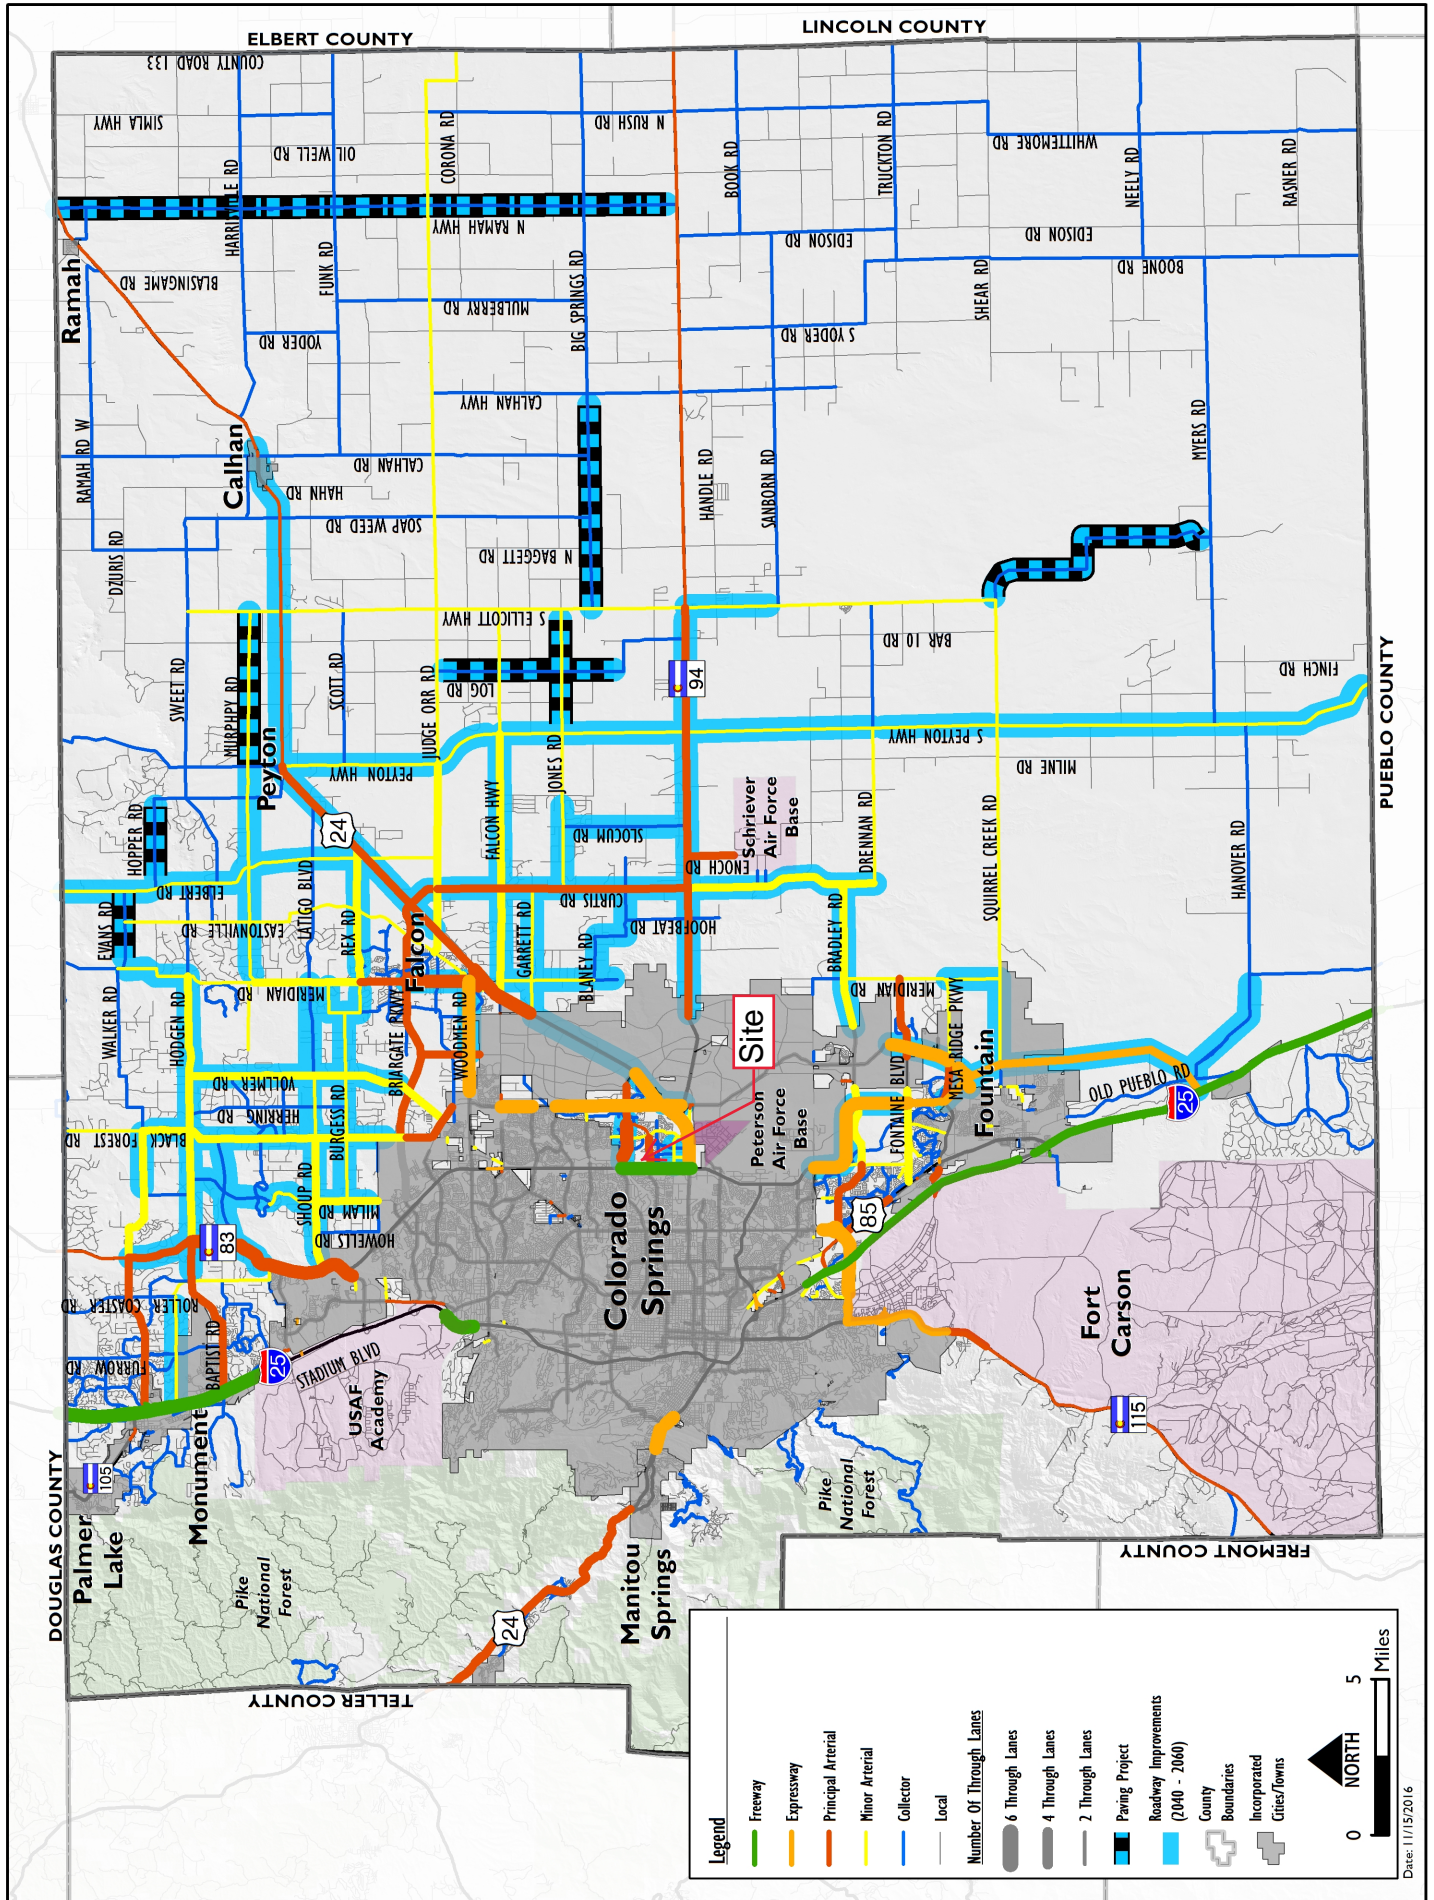 ELBERT COUNTY
LINCOLN COUNTY
COUNTY ROAD 133
SIMLA HWY
OIL WELL RD
HARRISVILLE RD
CORONA RD
N RUSH RD
BOOK RD
TRUCKTON RD
WHITTEMORE RD
NEELY RD
RASNER RD
N RAMAH HWY
EDISON RD
EDISON RD
BOONE RD
Ramah
BLASINGAME RD
FUNK RD
MULBERRY RD
BIG SPRINGS RD
SHEAR RD
YODER RD
S YODER RD
CALHAN HWY
RAMAH RD W
Calhan
CALHAN RD
HAHN RD
SOAP WEED RD
HANDLE RD
SANBORN RD
MYERS RD
DZURIS RD
N BAGGETT RD
S ELLICOTT HWY
BAR 10 RD
SWEET RD
MURPHY RD
SCOTT RD
JUDGE ORR RD
LOG RD
94
FINCH RD
PUEBLO COUNTY
Peyton
PEYTON HWY
JONES RD
S PEYTON HWY
MILNE RD
HOPPER RD
24
FALCON HWY
SLOCUM RD
Schriever
Air Force
Base
ENOCH RD
DRENNAN RD
SQUIRREL CREEK RD
HANOVER RD
ELBERT RD
LATIGO BLVD
CURTIS RD
EVANS RD
EASTONVILLE RD
REX RD
Falcon
GARRETT RD
HOOFBEAT RD
BLANEY RD
BRADLEY RD
MERIDIAN RD
MERIDIAN RD
WALKER RD
HODGEN RD
BRIARGATE PKWY
WOODMEN RD
Site
FONTAINE BLVD
MESA RIDGE PKWY
Fountain
VOLLMER RD
HERRING RD
BURGESS RD
OLD PUEBLO RD
25
BLACK FOREST RD
Peterson
Air Force
Base
SHOUP RD
MILAM RD
HOWELLS RD
83
Colorado
Springs
85
ROLLER COASTER RD
FURROW RD
BAPTIST RD
25
STADIUM BLVD
USAF
Academy
Fort
Carson
115
Monument
105
Palmer
Lake
DOUGLAS COUNTY
Pike
National
Forest
Pike
National
Forest
Manitou
Springs
24
TELLER COUNTY
FREMONT COUNTY
Legend
Freeway
Expressway
Principal Arterial
Minor Arterial
Collector
Local
Number Of Through Lanes
6 Through Lanes
4 Through Lanes
2 Through Lanes
Paving Project
Roadway Improvements
(2040 - 2060)
County
Boundaries
Incorporated
Cities/Towns
NORTH
0
5
Miles
Date: 11/15/2016